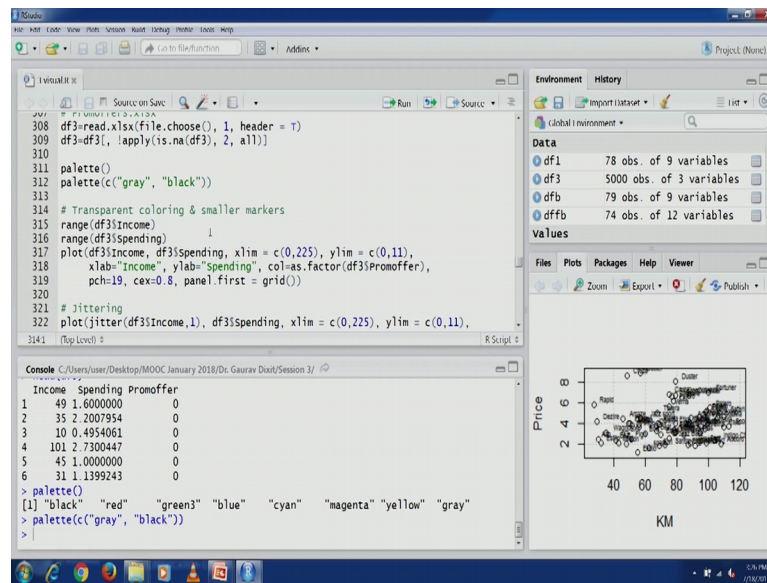 RStudio
File Edit Code View Plots Session Build Debug Profile Tools Help
Go to file/function
Addins
Project: (None)
1 visual.R
Source on Save
Run
Source
308 df3=read.xlsx(file.choose(), 1, header = T)
309 df3=df3[, !apply(is.na(df3), 2, all)]
310
311 palette()
312 palette(c("gray", "black"))
313
314 # Transparent coloring & smaller markers
315 range(df3$Income)
316 range(df3$Spending)
317 plot(df3$Income, df3$Spending, xlim = c(0,225), ylim = c(0,11),
318 xlab="Income", ylab="Spending", col=as.factor(df3$Promoffer),
319 pch=19, cex=0.8, panel.first = grid())
320
321 # Jittering
322 plot(jitter(df3$Income,1), df3$Spending, xlim = c(0,225), ylim = c(0,11),
314:1 (Top Level)
R Script
Console C:/Users/user/Desktop/MOOC January 2018/Dr. Gaurav Dixit/Session 3/
Income Spending Promoffer
1 49 1.6000000 0
2 35 2.2007954 0
3 10 0.4954061 0
4 101 2.7300447 0
5 45 1.0000000 0
6 31 1.1399243 0
> palette()
[1] "black" "red" "green3" "blue" "cyan" "magenta" "yellow" "gray"
> palette(c("gray", "black"))
>
Environment History
Import Dataset
List
Global Environment
Data
df1 78 obs. of 9 variables
df3 5000 obs. of 3 variables
dfb 79 obs. of 9 variables
dffb 74 obs. of 12 variables
Values
Files Plots Packages Help Viewer
Zoom Export Publish
Duster
Fortuner
Rapid
Dezire
Price
2 4 6 8
40 60 80 100 120
KM